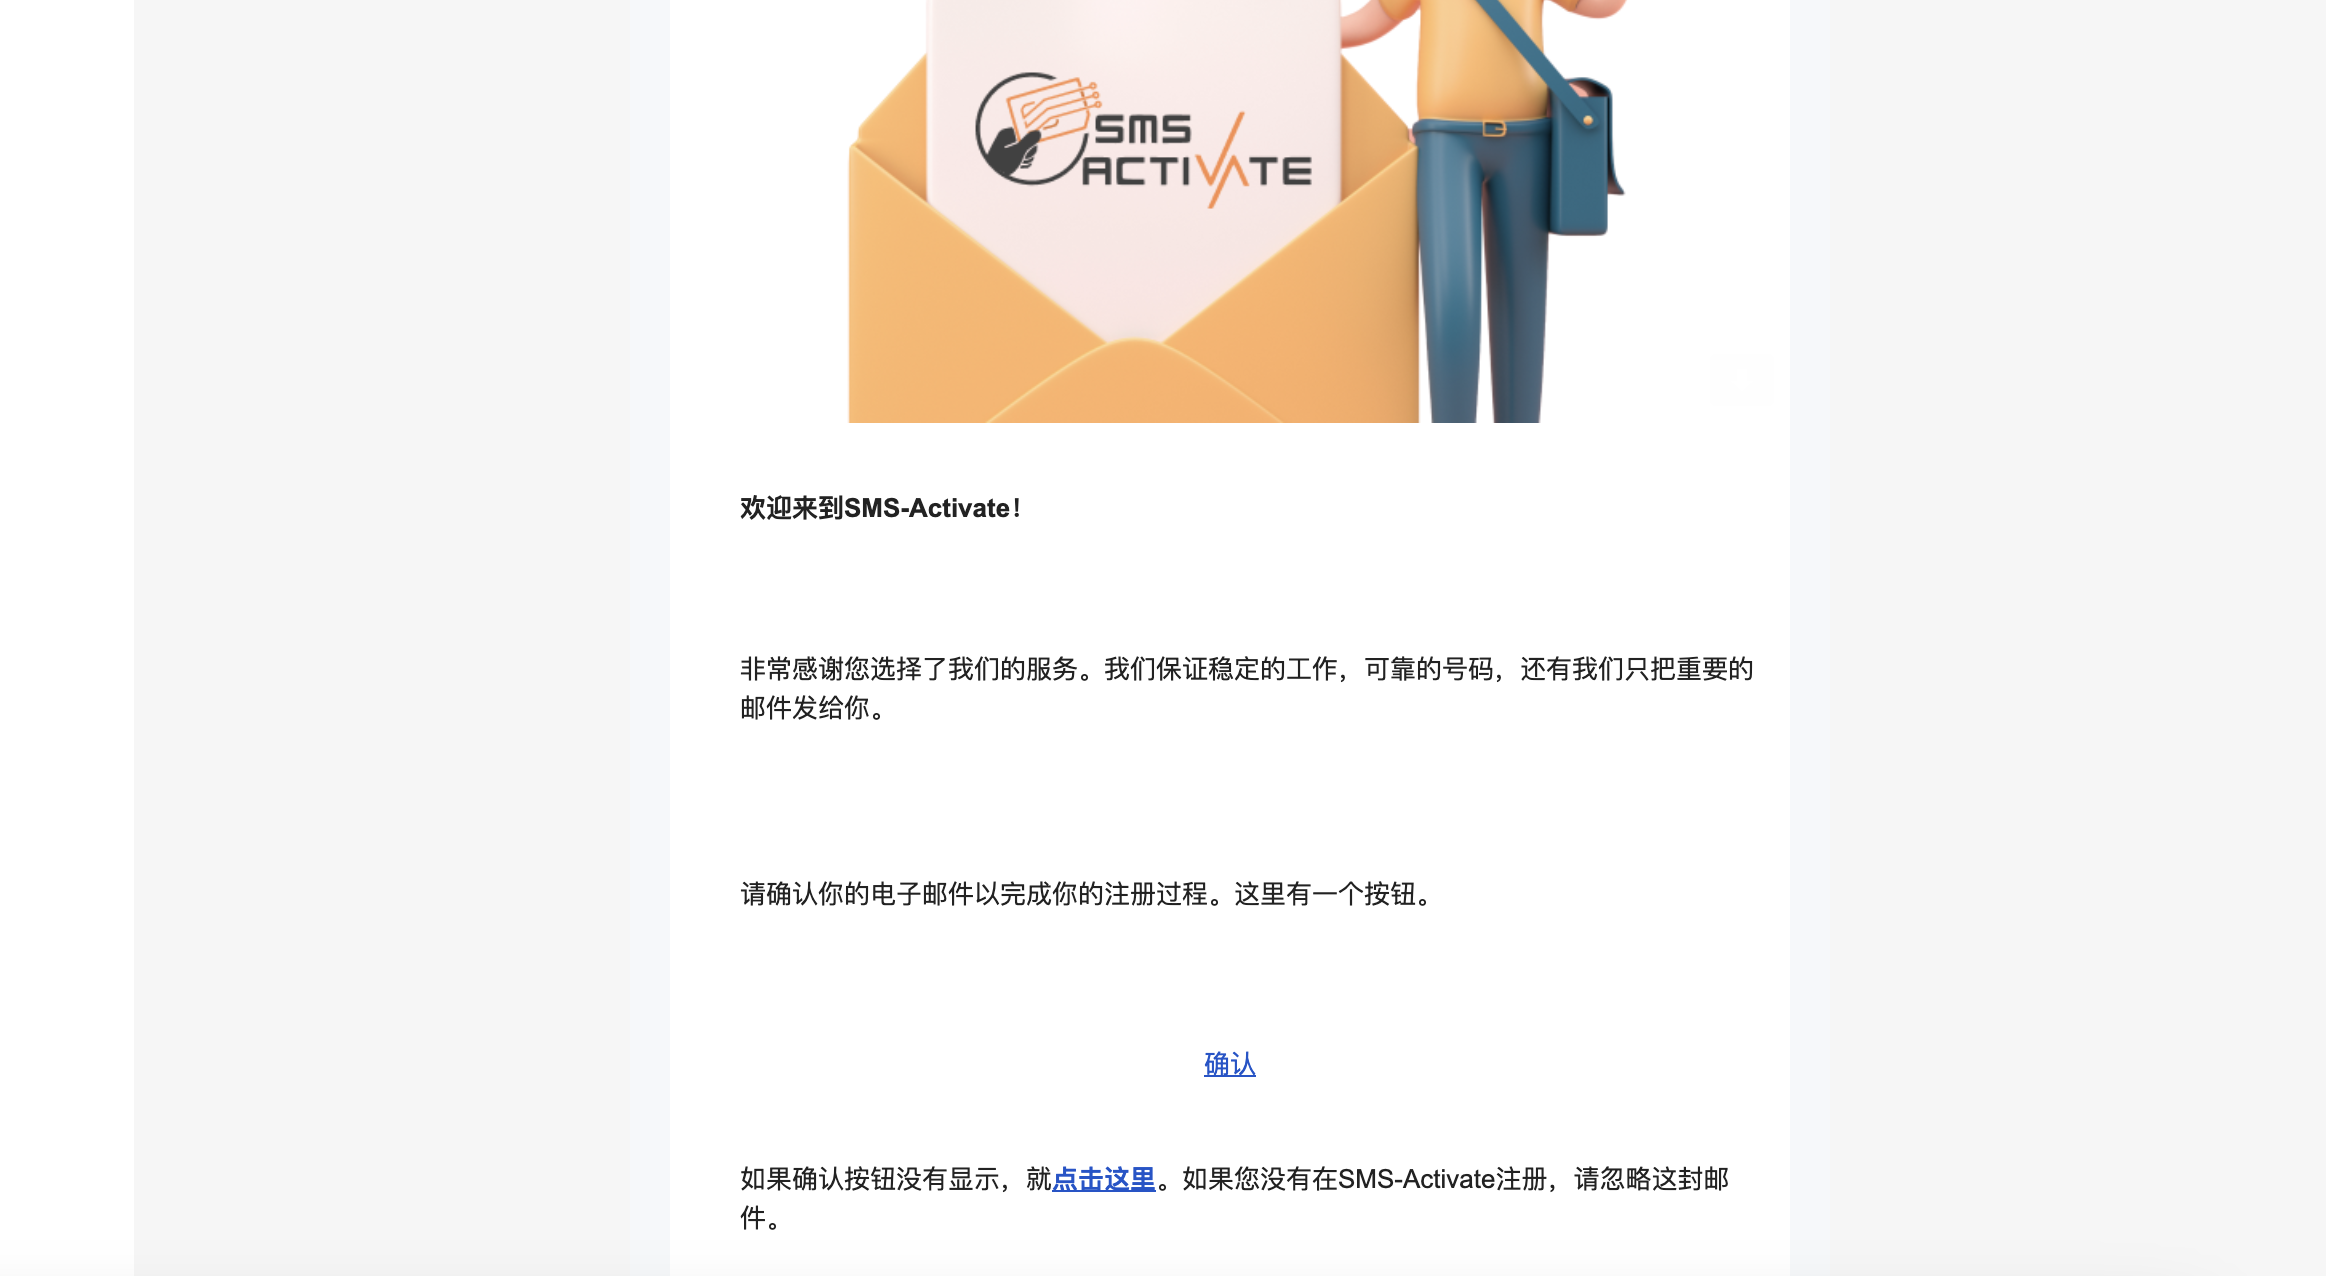 SMS
ACTIVATE
欢迎来到SMS-Activate！
非常感谢您选择了我们的服务。我们保证稳定的工作，可靠的号码，还有我们只把重要的
邮件发给你。
请确认你的电子邮件以完成你的注册过程。这里有一个按钮。
确认
如果确认按钮没有显示，就点击这里。如果您没有在SMS-Activate注册，请忽略这封邮
件。